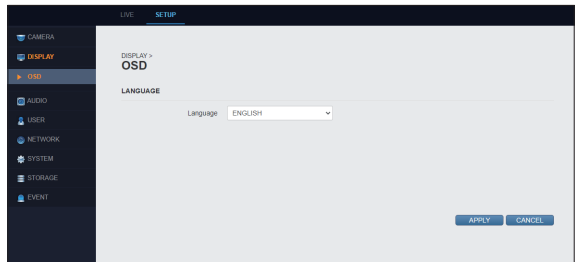 LIVE SETUP
CAMERA
DISPLAY
OSD
AUDIO
USER
NETWORK
SYSTEM
STORAGE
EVENT
DISPLAY >
OSD
LANGUAGE
Language ENGLISH
APPLY CANCEL